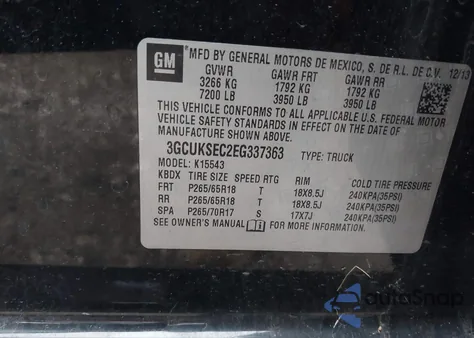 GM
MFD BY GENERAL MOTORS DE MEXICO, S. DE R.L. DE C.V. 12/13
GVWR GAWR FRT GAWR RR
3266 KG 1792 KG 1792 KG
7200 LB 3950 LB 3950 LB
THIS VEHICLE CONFORMS TO ALL APPLICABLE U.S. FEDERAL MOTOR
VEHICLE SAFETY STANDARDS IN EFFECT ON THE DATE OF MANUFACTURE
SHOWN ABOVE.
3GCUKSEC2EG337363 TYPE: TRUCK
MODEL: K15543
KBDX TIRE SIZE SPEED RTG RIM COLD TIRE PRESSURE
FRT P265/65R18 T 18X8.5J 240KPA(35PSI)
RR P265/65R18 T 18X8.5J 240KPA(35PSI)
SPA P265/70R17 S 17X7J 240KPA(35PSI)
SEE OWNER'S MANUAL FOR MORE INFORMATION.
autoSnap